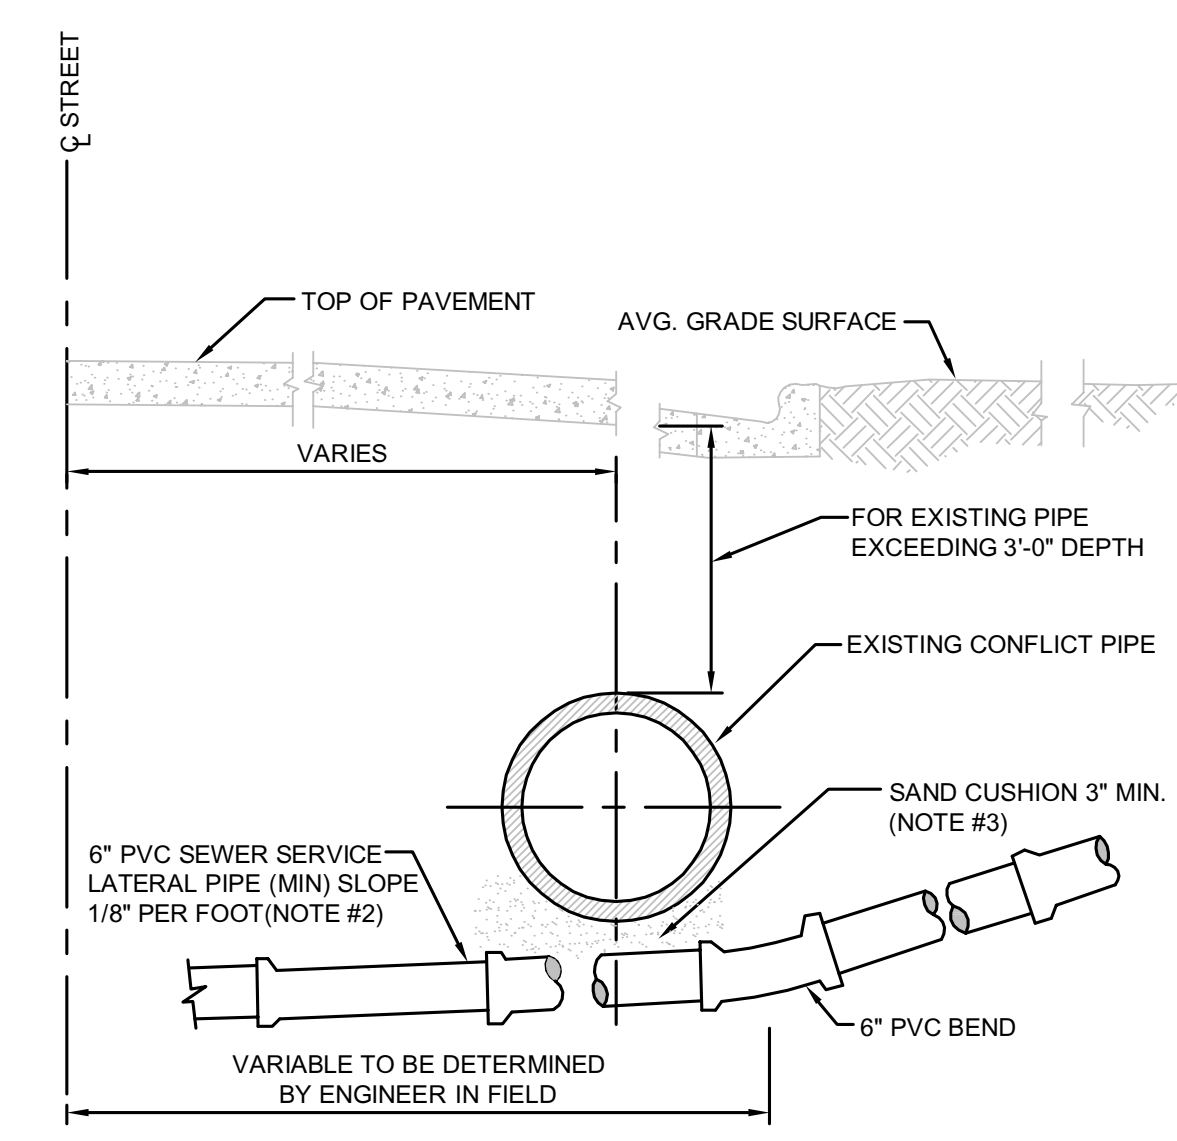 ℄ STREET
TOP OF PAVEMENT
AVG. GRADE SURFACE
VARIES
FOR EXISTING PIPE
EXCEEDING 3'-0" DEPTH
EXISTING CONFLICT PIPE
SAND CUSHION 3" MIN.
(NOTE #3)
6" PVC SEWER SERVICE
LATERAL PIPE (MIN) SLOPE
1/8" PER FOOT(NOTE #2)
6" PVC BEND
VARIABLE TO BE DETERMINED
BY ENGINEER IN FIELD